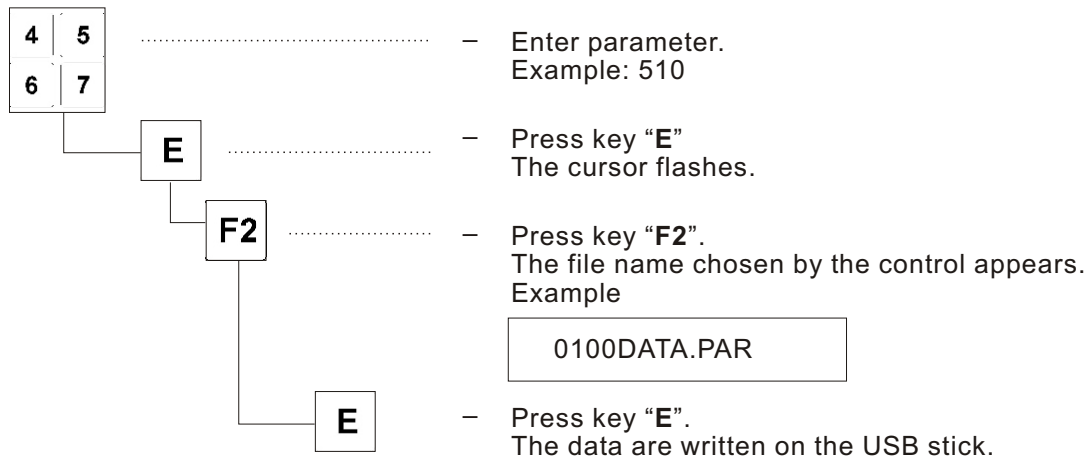 4 5
– Enter parameter.
Example: 510
6 7
E
– Press key “E”
The cursor flashes.
F2
– Press key “F2”.
The file name chosen by the control appears.
Example
0100DATA.PAR
E
– Press key “E”.
The data are written on the USB stick.